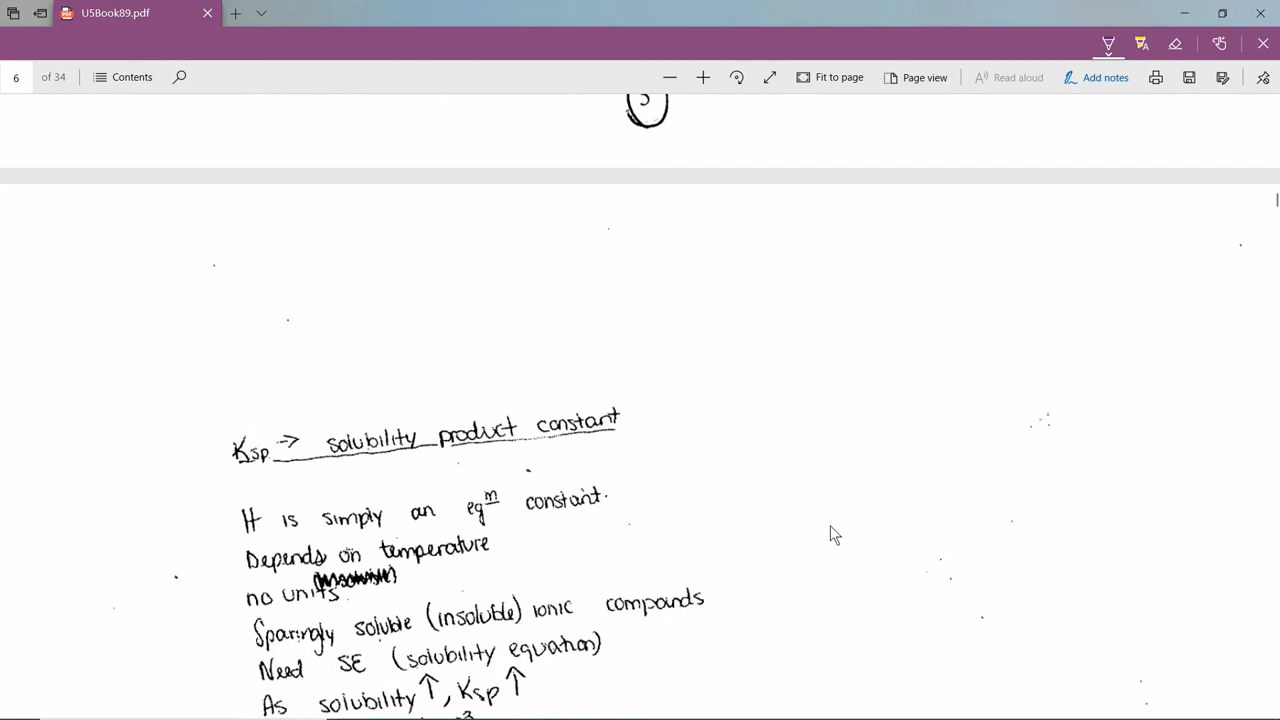 U5Book89.pdf
6 of 34 Contents Fit to page Page view Read aloud Add notes
Ksp → solubility product constant
It is simply an eqᵐ constant.
Depends on temperature
no units
Sparingly soluble (insoluble) ionic compounds
Need SE (solubility equation)
As solubility ↑, Ksp ↑